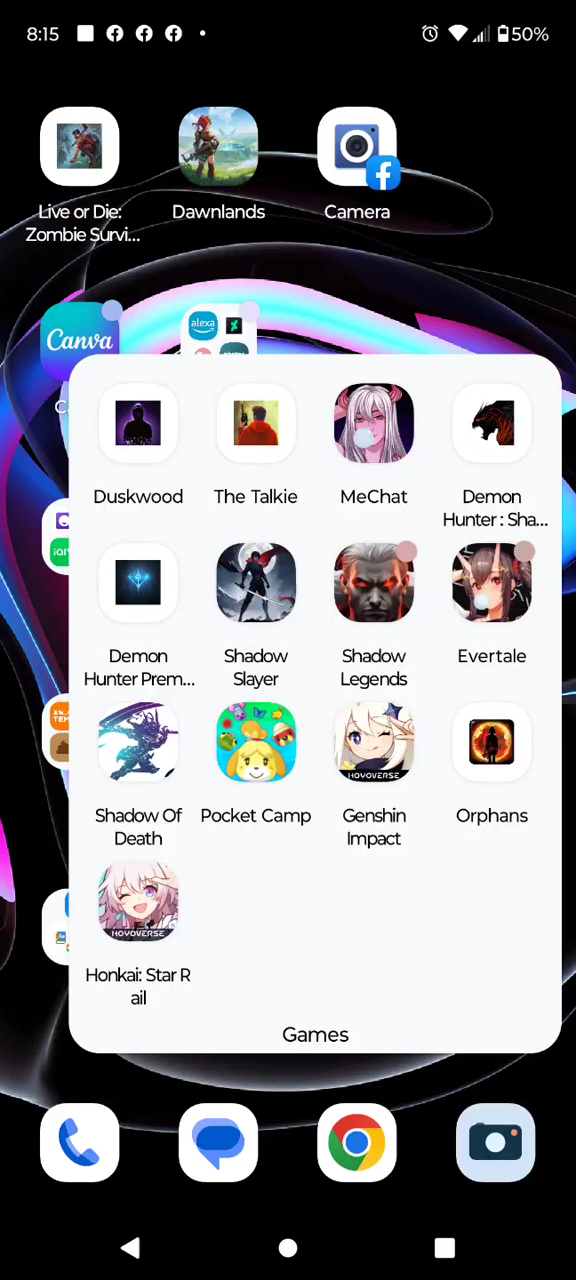 8:15
50%
Live or Die:
Zombie Survi...
Dawnlands
Camera
Canva
alexa
C
Duskwood
The Talkie
MeChat
Demon
Hunter : Sha...
Demon
Hunter Prem...
Shadow
Slayer
Shadow
Legends
Evertale
Shadow Of
Death
Pocket Camp
HOYOVERSE
Genshin
Impact
Orphans
HOYOVERSE
Honkai: Star R
ail
Games